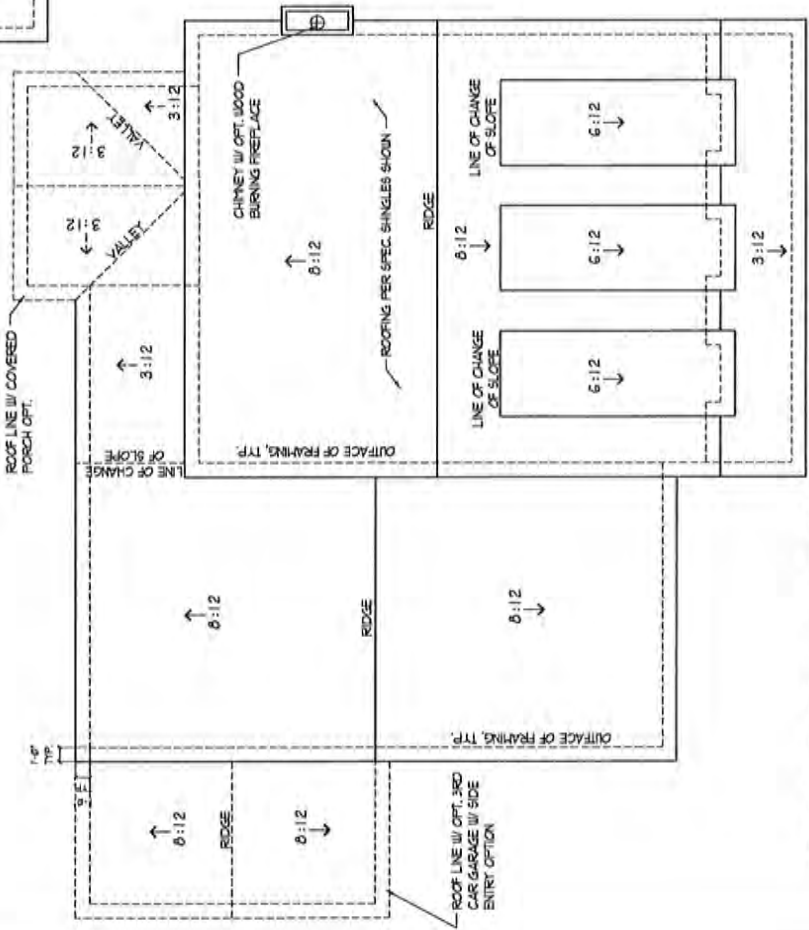 ROOF LINE W/ COVERED
PORCH OPT.
3:12
VALLEY
3:12
3:12
VALLEY
3:12
LINE OF CHANGE
OF SLOPE
CHIMNEY W/ OPT. WOOD
BURNING FIREPLACE
8:12
ROOFING PER SPEC. SHINGLES SHOWN
OUTFACE OF FRAMING, TYP.
RIDGE
LINE OF CHANGE
OF SLOPE
8:12
LINE OF CHANGE
OF SLOPE
6:12
6:12
6:12
3:12
8:12
RIDGE
8:12
OUTFACE OF FRAMING, TYP.
1'-0"
TYP.
8:12
RIDGE
8:12
ROOF LINE W/ OPT. 3RD
CAR GARAGE W/ SIDE
ENTRY OPTION